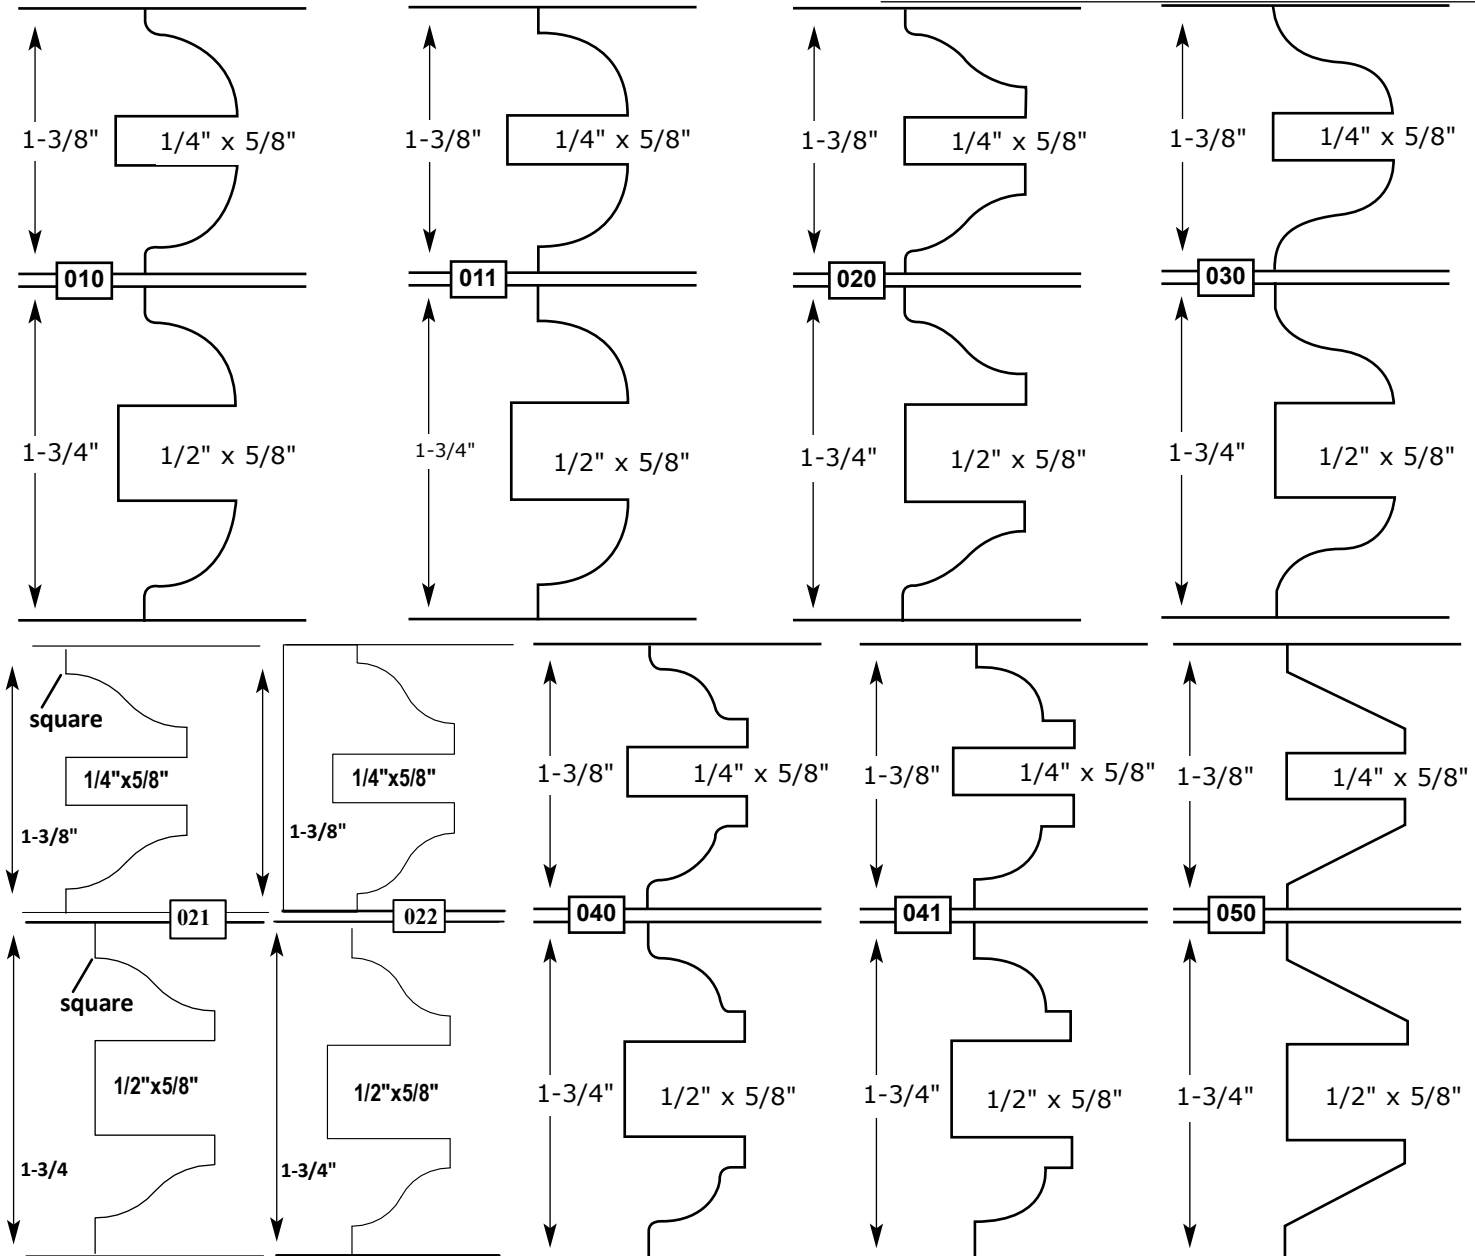 1-3/8" 1/4" x 5/8" 1-3/8" 1/4" x 5/8" 1-3/8" 1/4" x 5/8" 1-3/8" 1/4" x 5/8"
010 011 020 030
1-3/4" 1/2" x 5/8" 1-3/4" 1/2" x 5/8" 1-3/4" 1/2" x 5/8" 1-3/4" 1/2" x 5/8"
square
1/4"x5/8" 1/4"x5/8" 1-3/8" 1/4" x 5/8" 1-3/8" 1/4" x 5/8" 1-3/8" 1/4" x 5/8"
1-3/8" 1-3/8"
021 022 040 041 050
square
1/2"x5/8" 1/2"x5/8" 1-3/4" 1/2" x 5/8" 1-3/4" 1/2" x 5/8" 1-3/4" 1/2" x 5/8"
1-3/4 1-3/4"